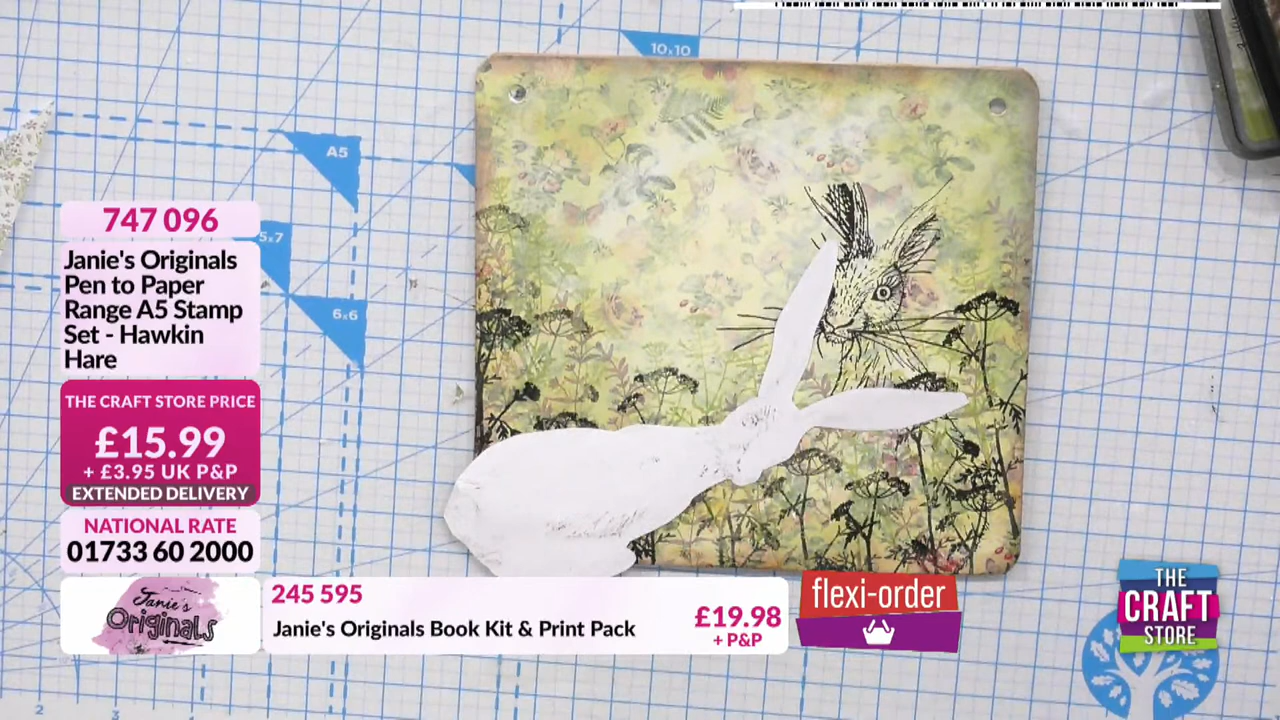 10x10
A5
5x7
6x6
747 096
Janie's Originals
Pen to Paper
Range A5 Stamp
Set - Hawkin
Hare
THE CRAFT STORE PRICE
£15.99
+ £3.95 UK P&P
EXTENDED DELIVERY
NATIONAL RATE
01733 60 2000
Janie's
Originals
245 595
Janie's Originals Book Kit & Print Pack
£19.98
+ P&P
flexi-order
THE
CRAFT
STORE
2
3